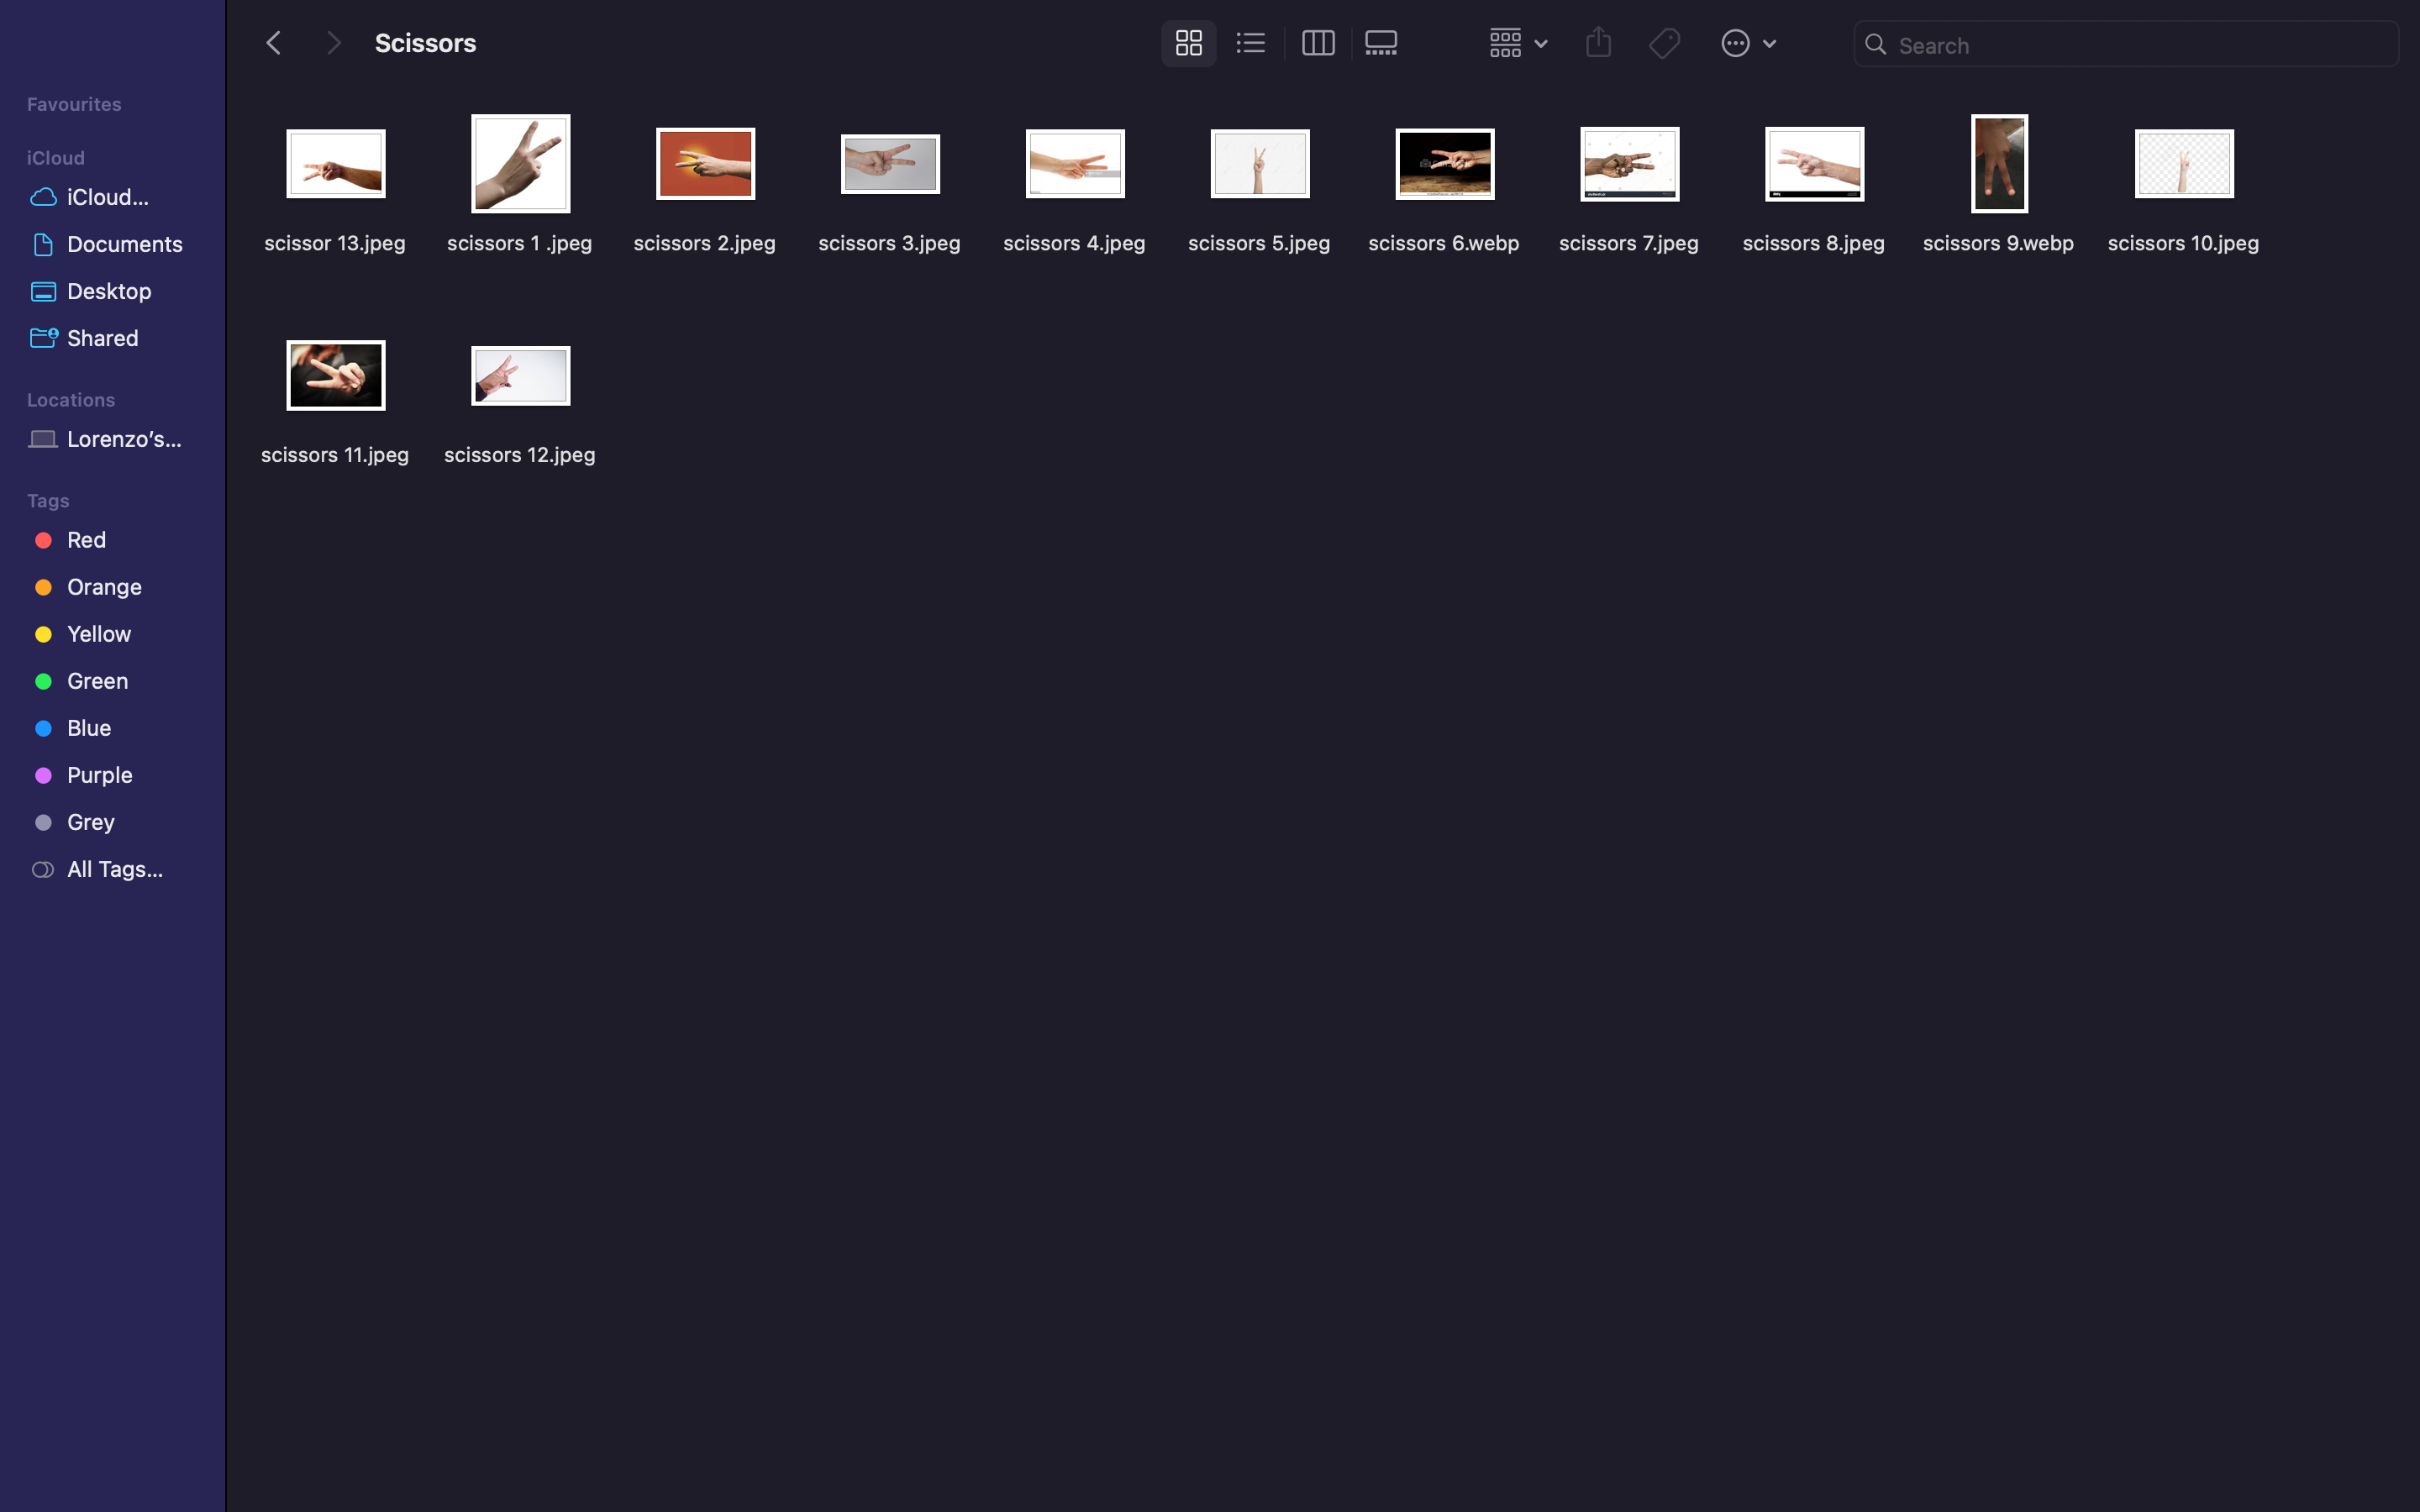 Scissors
Search
Favourites
iCloud
iCloud...
Documents
Desktop
Shared
Locations
Lorenzo’s...
Tags
Red
Orange
Yellow
Green
Blue
Purple
Grey
All Tags...
scissor 13.jpeg
scissors 1 .jpeg
scissors 2.jpeg
scissors 3.jpeg
scissors 4.jpeg
scissors 5.jpeg
scissors 6.webp
scissors 7.jpeg
scissors 8.jpeg
scissors 9.webp
scissors 10.jpeg
scissors 11.jpeg
scissors 12.jpeg